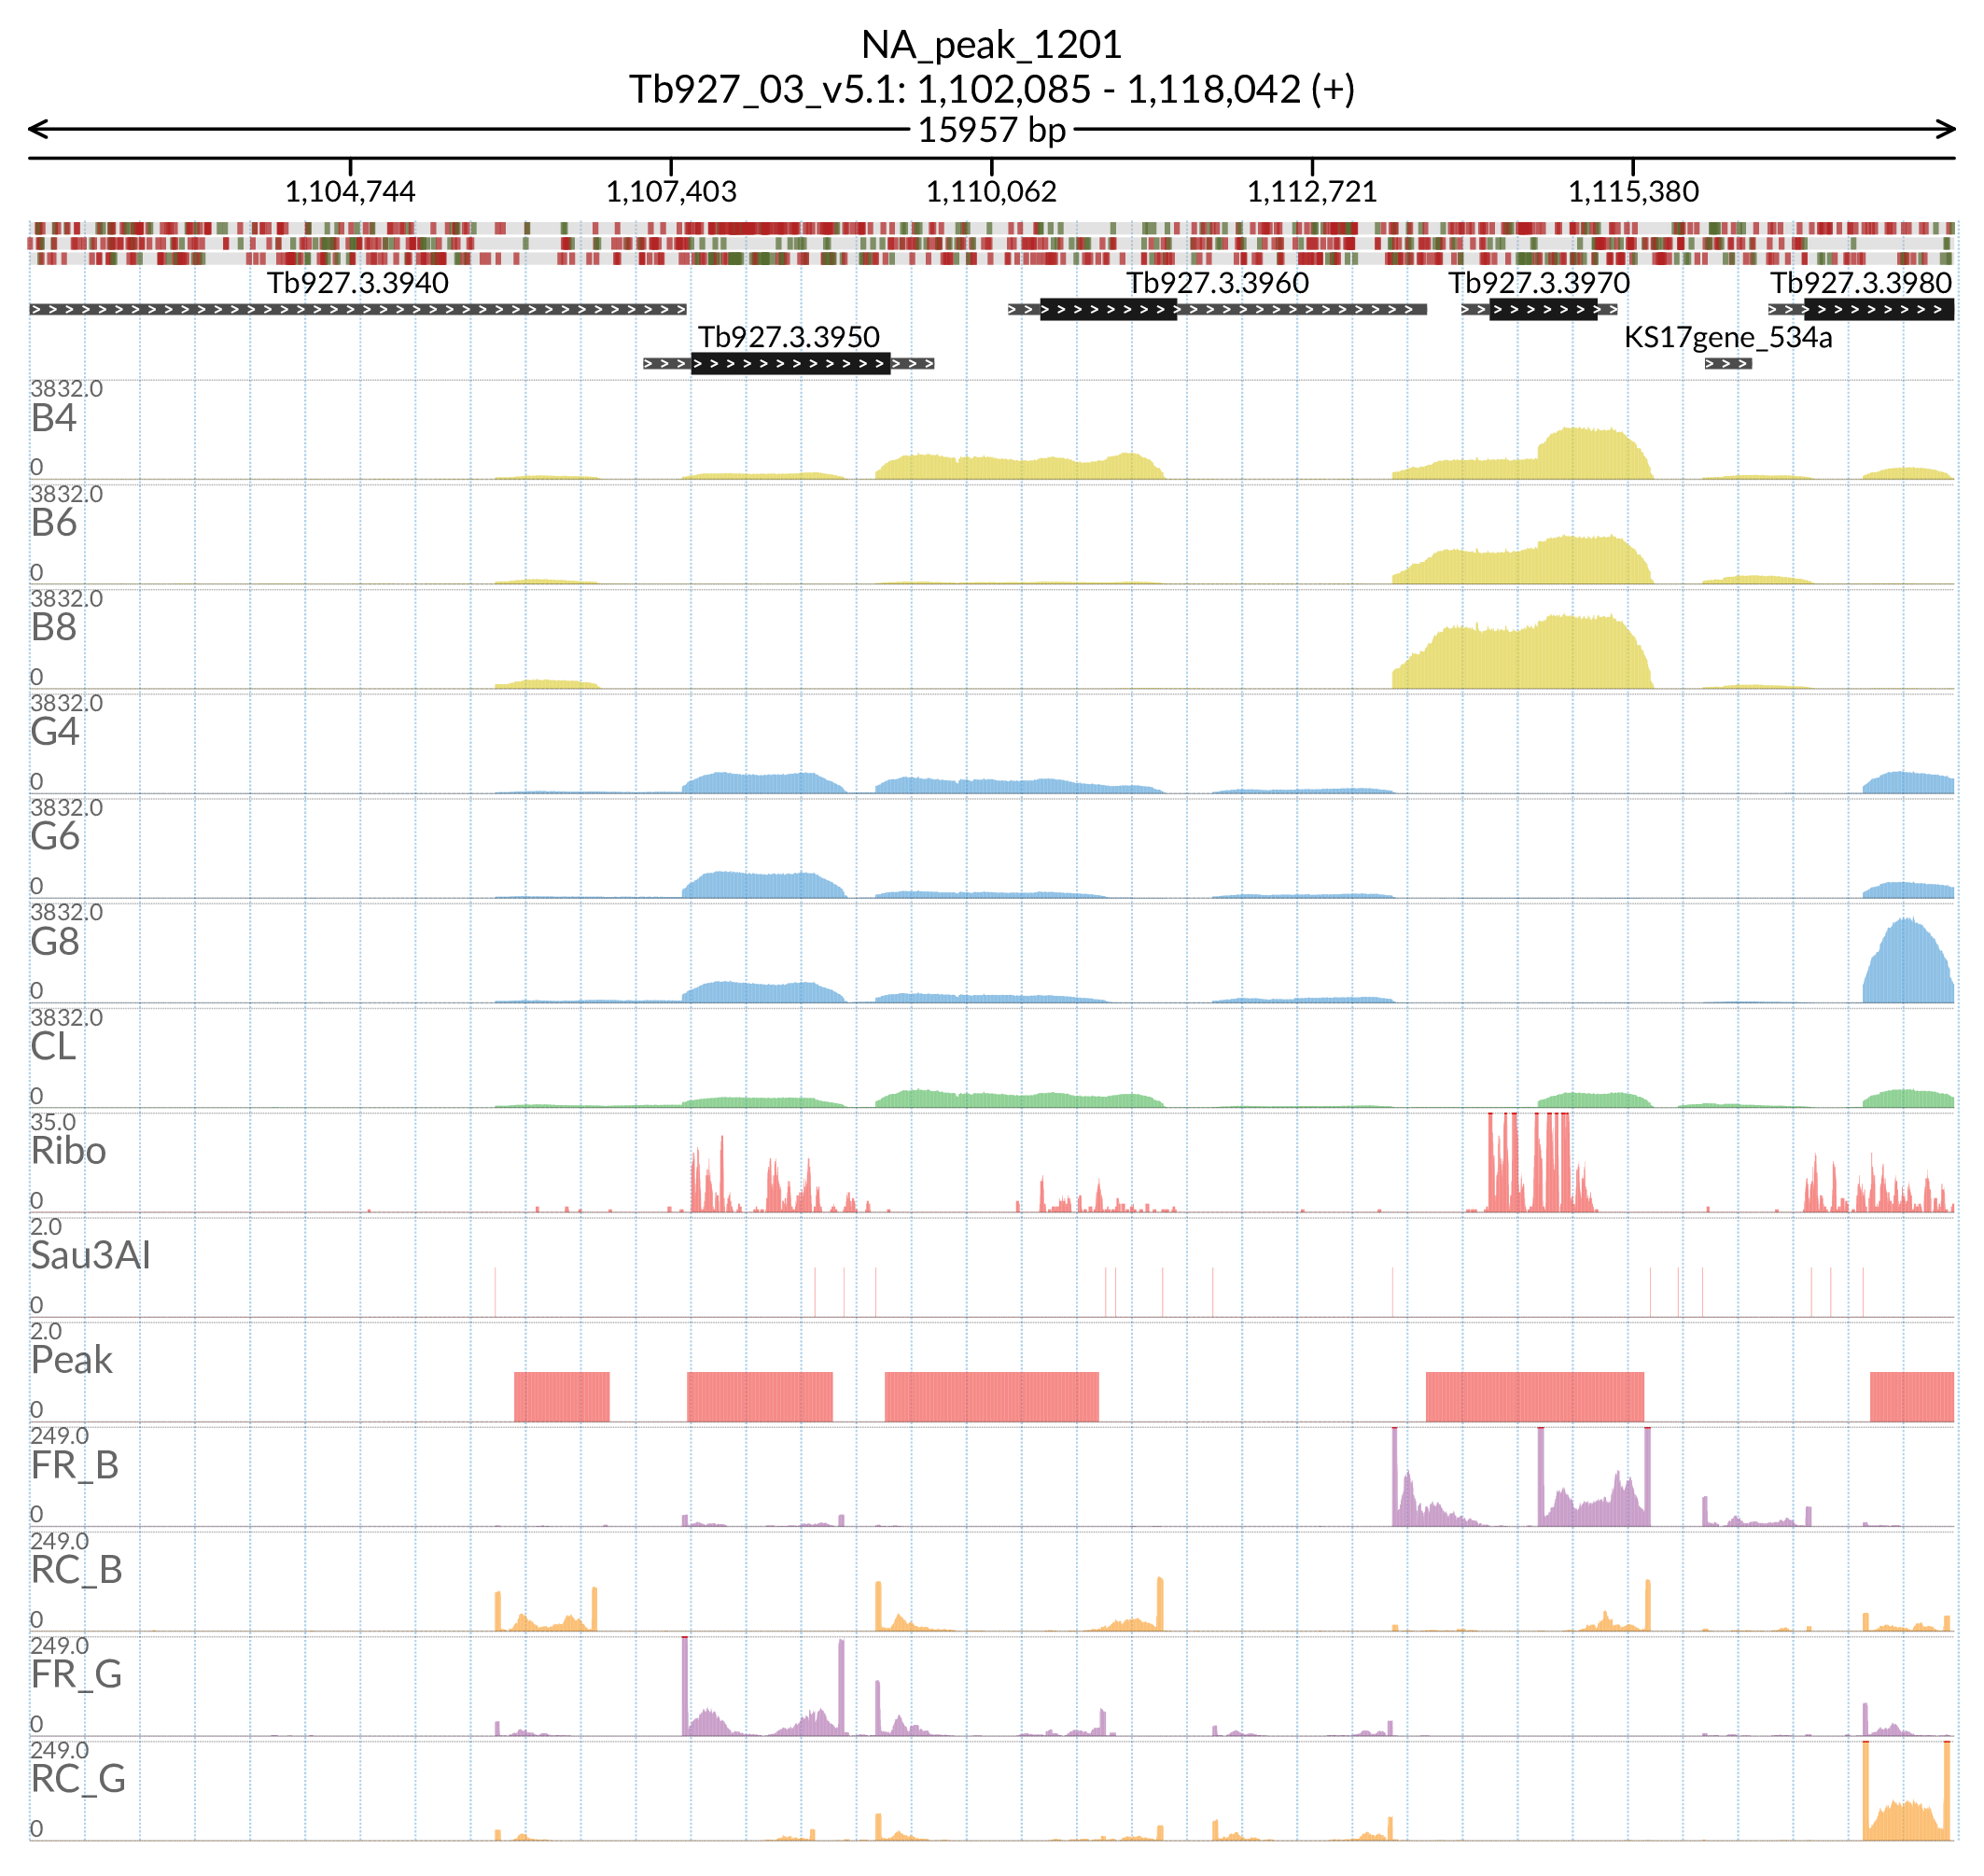 NA_peak_1201
Tb927_03_v5.1: 1,102,085 - 1,118,042 (+)
15957 bp
1,104,744 1,107,403 1,110,062 1,112,721 1,115,380
Tb927.3.3940 Tb927.3.3960 Tb927.3.3970 Tb927.3.3980
Tb927.3.3950 KS17gene_534a
3832.0
B4
0
3832.0
B6
0
3832.0
B8
0
3832.0
G4
0
3832.0
G6
0
3832.0
G8
0
3832.0
CL
0
35.0
Ribo
0
2.0
Sau3AI
0
2.0
Peak
0
249.0
FR_B
0
249.0
RC_B
0
249.0
FR_G
0
249.0
RC_G
0